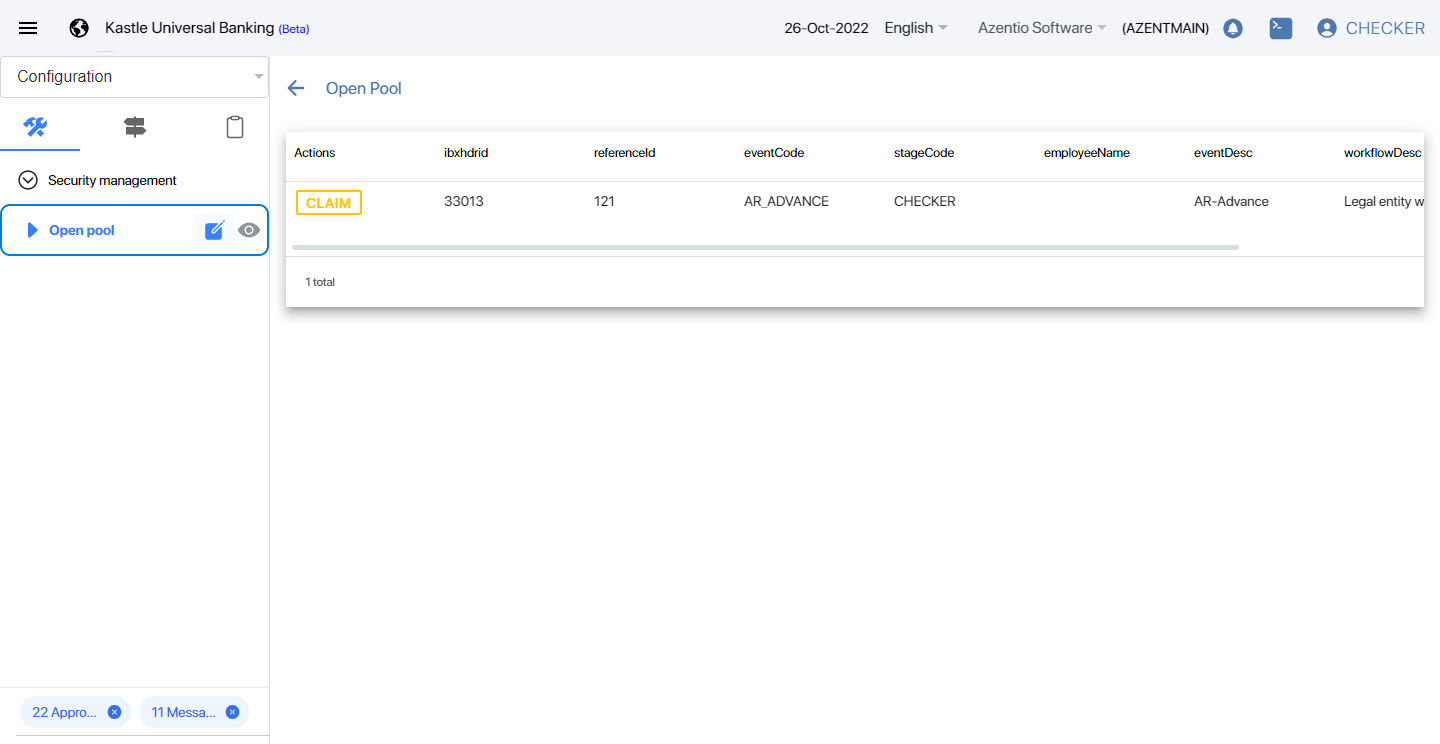 Kastle Universal Banking (Beta)
26-Oct-2022 English Azentio Software (AZENTMAIN) CHECKER
Configuration
Open Pool
Security management
Open pool
Actions ibxhdrid referenceId eventCode stageCode employeeName eventDesc workflowDesc
CLAIM 33013 121 AR_ADVANCE CHECKER AR-Advance Legal entity w
1 total
22 Appro... 11 Messa...